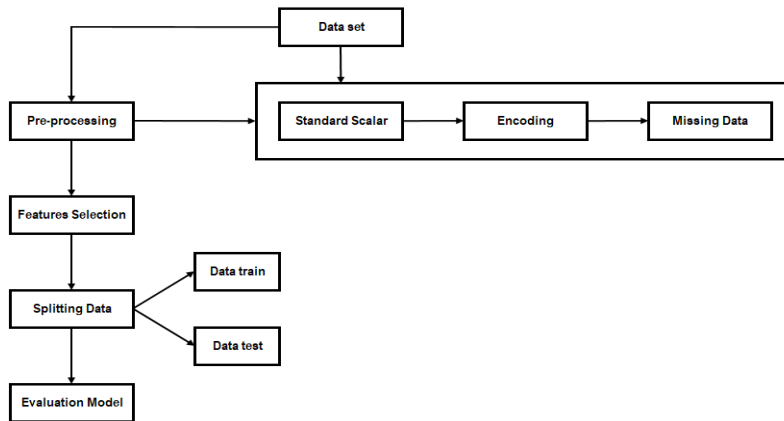 Data set
Pre-processing
Standard Scalar
Encoding
Missing Data
Features Selection
Data train
Splitting Data
Data test
Evaluation Model